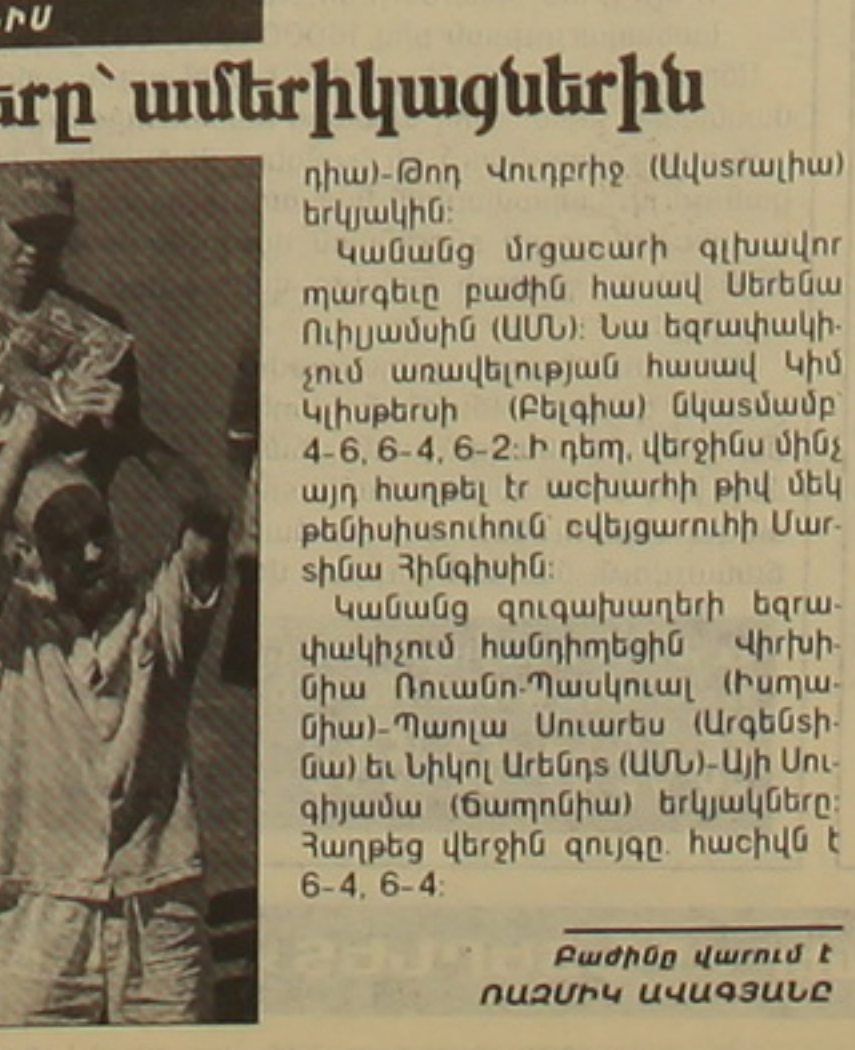 ՆԻՍ
երը՝ ամերիկացներին
դիա)-Թոդ Վուդբրիջ (Ավստրալիա)
երկյակին:
Կանանց մրցաշարի գլխավոր
պարգեւը բաժին հասավ Սերենա
Ուիլյամսին (ԱՄՆ): Նա եզրափակի-
չում առավելության հասավ Կիմ
Կլիսթերսի (Բելգիա) նկատմամբ՝
4-6, 6-4, 6-2: Ի դեպ, վերջինս մինչ
այդ հաղթել էր աշխարհի թիվ մեկ
թենիսիստուհուն՝ շվեյցարուհի Մար-
տինա Հինգիսին:
Կանանց զուգախաղերի եզրա-
փակիչում հանդիպեցին Վիրխի-
նիա Ռուանո-Պասկուալ (Իսպա-
նիա)-Պաոլա Սուարես (Արգենտի-
նա) եւ Նիկոլ Արենդս (ԱՄՆ)-Այի Սու-
գիյամա (Ճապոնիա) երկյակները:
Հաղթեց վերջին զույգը. հաշիվն է
6-4, 6-4:
Բաժինը վարում է
ՌԱԶՄԻԿ ԱՎԱԳՅԱՆԸ